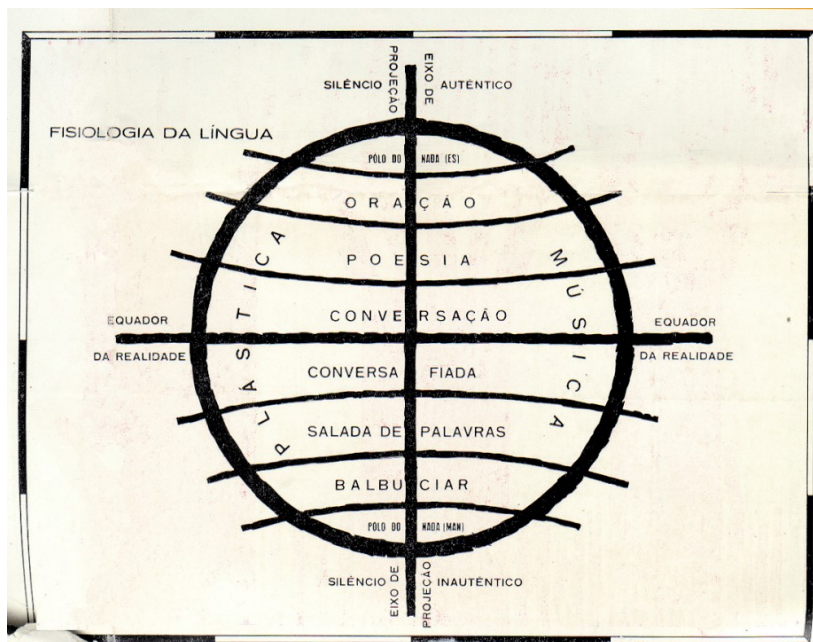 EIXO DE
PROJEÇÃO
SILÊNCIO AUTÊNTICO
FISIOLOGIA DA LÍNGUA
PÓLO DO NADA (ES)
ORAÇÃO
POESIA
CONVERSAÇÃO
PLÁSTICA
MÚSICA
EQUADOR
DA REALIDADE
EQUADOR
DA REALIDADE
CONVERSA FIADA
SALADA DE PALAVRAS
BALBUCIAR
PÓLO DO NADA (MAN)
SILÊNCIO INAUTÊNTICO
EIXO DE
PROJEÇÃO